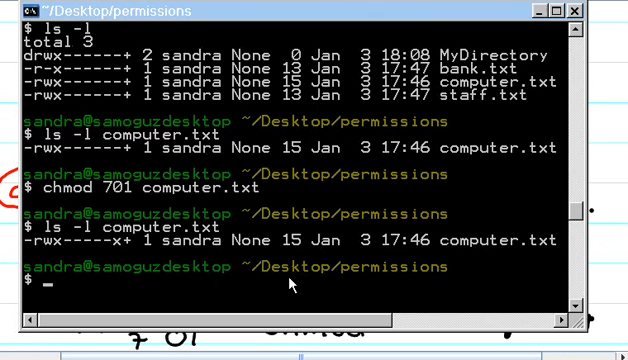 ~/Desktop/permissions
$ ls -l
total 3
drwx------+ 2 sandra None 0 Jan 3 18:08 MyDirectory
-r-x------+ 1 sandra None 13 Jan 3 17:47 bank.txt
-rwx------+ 1 sandra None 15 Jan 3 17:46 computer.txt
-rwx------+ 1 sandra None 15 Jan 3 17:47 staff.txt
sandra@samoguzdesktop ~/Desktop/permissions
$ ls -l computer.txt
-rwx------+ 1 sandra None 15 Jan 3 17:46 computer.txt
sandra@samoguzdesktop ~/Desktop/permissions
$ chmod 701 computer.txt
sandra@samoguzdesktop ~/Desktop/permissions
$ ls -l computer.txt
-rwx-----x+ 1 sandra None 15 Jan 3 17:46 computer.txt
sandra@samoguzdesktop ~/Desktop/permissions
$
701